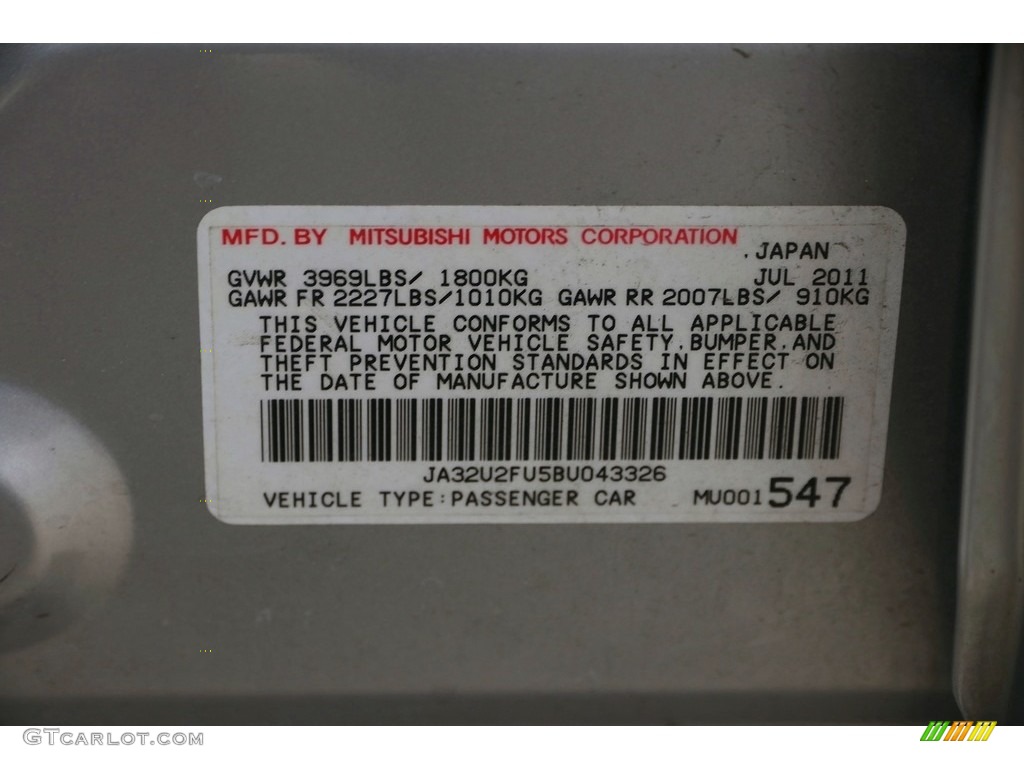 MFD. BY MITSUBISHI MOTORS CORPORATION
JAPAN
GVWR 3969LBS/ 1800KG JUL 2011
GAWR FR 2227LBS/1010KG GAWR RR 2007LBS/ 910KG
THIS VEHICLE CONFORMS TO ALL APPLICABLE
FEDERAL MOTOR VEHICLE SAFETY.BUMPER.AND
THEFT PREVENTION STANDARDS IN EFFECT ON
THE DATE OF MANUFACTURE SHOWN ABOVE.
JA32U2FU5BU043326
VEHICLE TYPE:PASSENGER CAR MU001547
GTCARLOT.COM